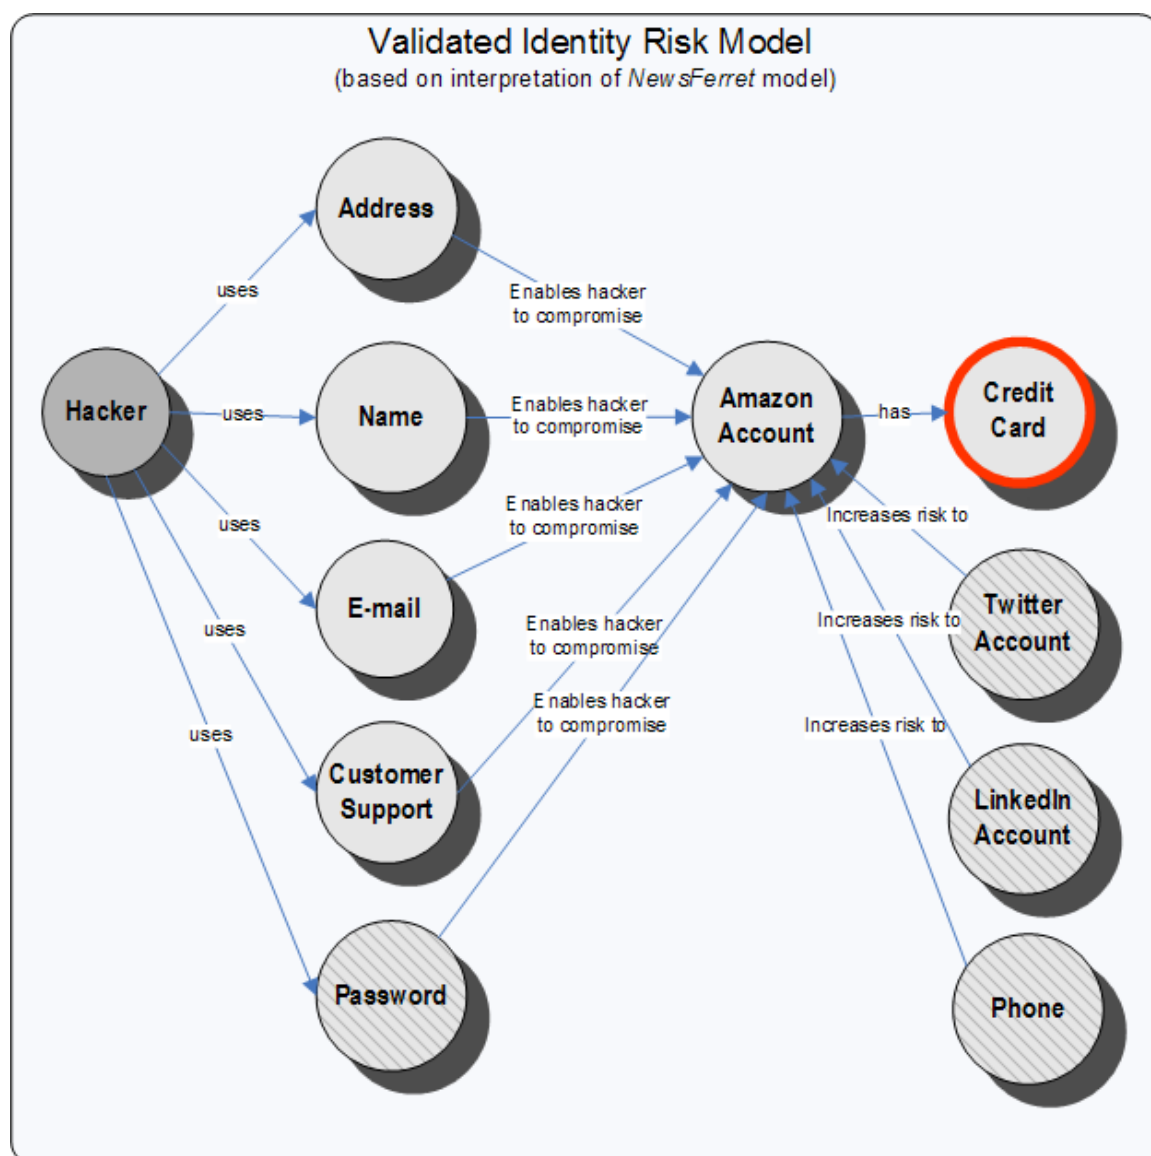 Validated Identity Risk Model
(based on interpretation of NewsFerret model)
Address
uses
Enables hacker
to compromise
Hacker
uses
Name
Enables hacker
to compromise
Amazon
Account
has
Credit
Card
uses
E-mail
Enables hacker
to compromise
Increases risk to
Twitter
Account
uses
Customer
Support
Enables hacker
to compromise
Increases risk to
LinkedIn
Account
uses
Password
Enables hacker
to compromise
Increases risk to
Phone